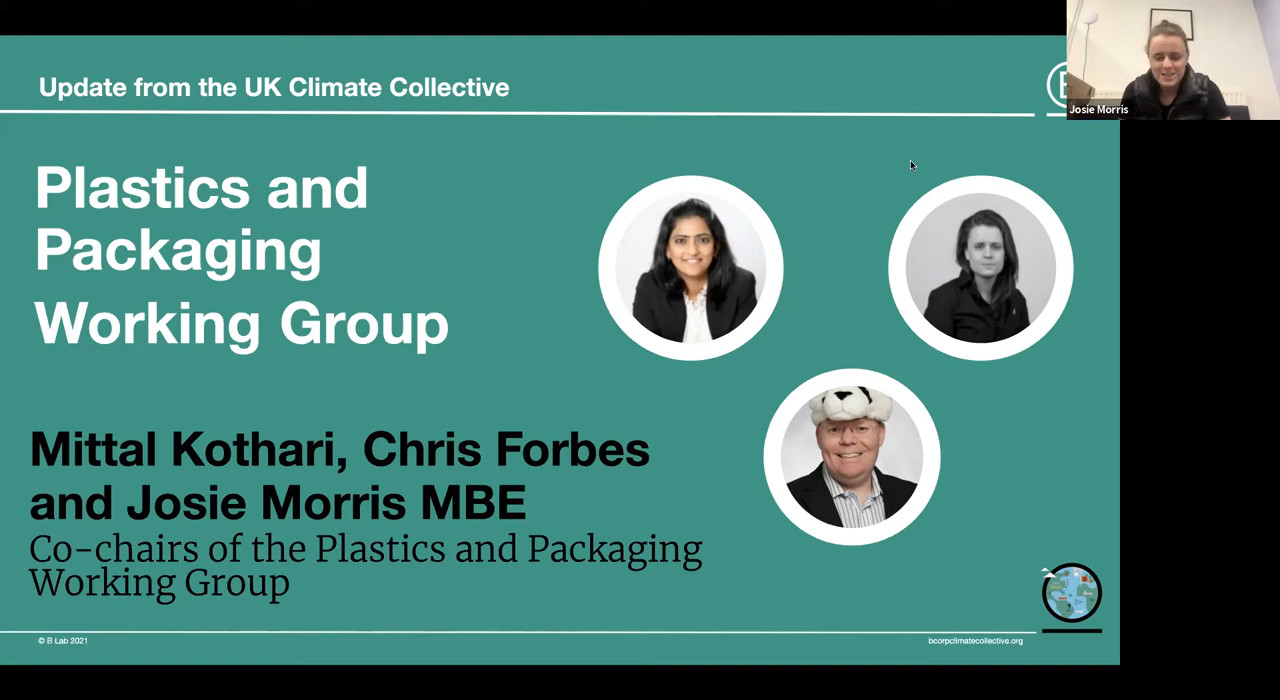 Update from the UK Climate Collective
Josie Morris
Plastics and
Packaging
Working Group
Mittal Kothari, Chris Forbes
and Josie Morris MBE
Co-chairs of the Plastics and Packaging
Working Group
© B Lab 2021
bcorpclimatecollective.org